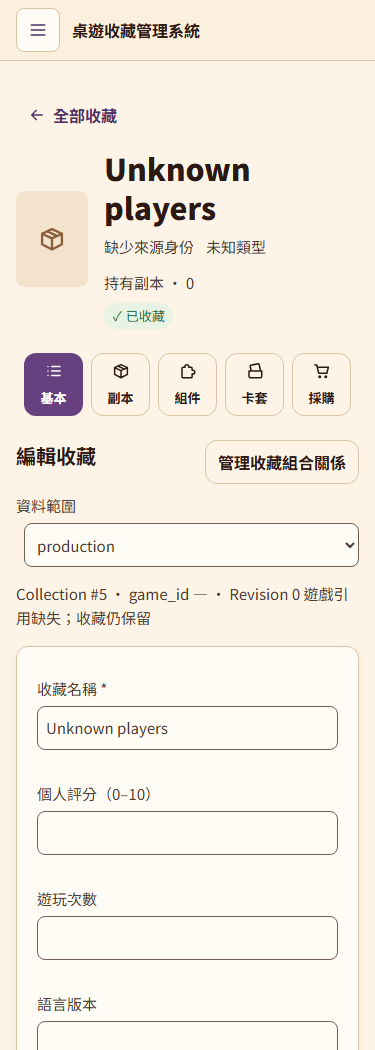 桌遊收藏管理系統
← 全部收藏
Unknown
players
缺少來源身份 未知類型
持有副本 · 0
✓ 已收藏
基本 副本 組件 卡套 採購
編輯收藏 管理收藏組合關係
資料範圍
production
Collection #5 · game_id — · Revision 0 遊戲引
用缺失；收藏仍保留
收藏名稱 *
Unknown players
個人評分（0–10）
遊玩次數
語言版本